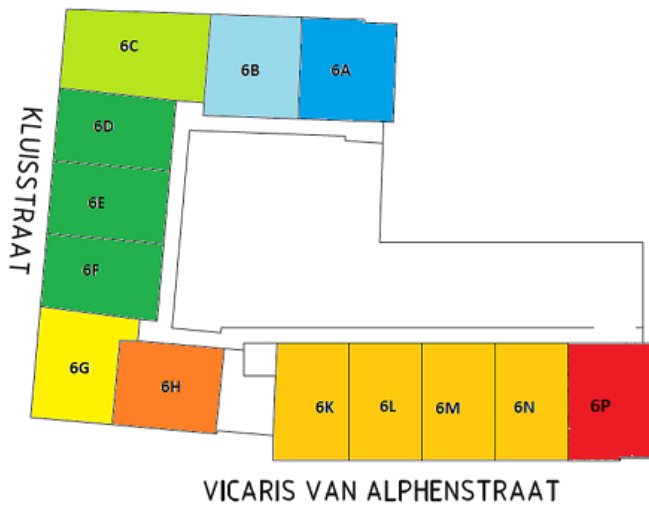 6C
6B
6A
6D
KLUISSTRAAT
6E
6F
6G
6H
6K
6L
6M
6N
6P
VICARIS VAN ALPHENSTRAAT